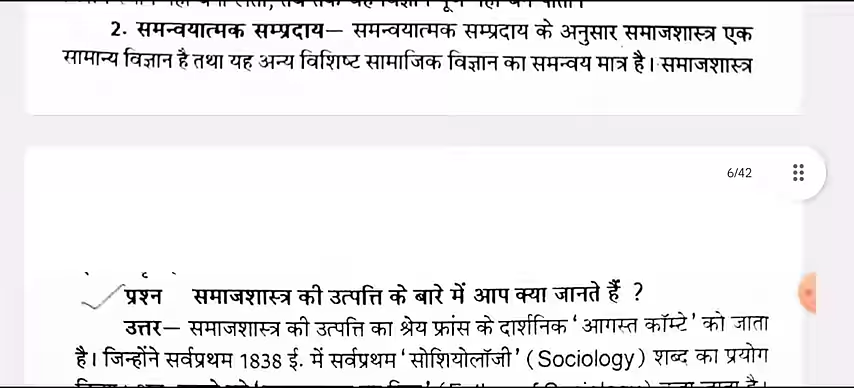 2. समन्वयात्मक सम्प्रदाय— समन्वयात्मक सम्प्रदाय के अनुसार समाजशास्त्र एक
सामान्य विज्ञान है तथा यह अन्य विशिष्ट सामाजिक विज्ञान का समन्वय मात्र है। समाजशास्त्र
6/42
प्रश्न समाजशास्त्र की उत्पत्ति के बारे में आप क्या जानते हैं ?
उत्तर— समाजशास्त्र की उत्पत्ति का श्रेय फ्रांस के दार्शनिक ‘आगस्त कॉम्टे’ को जाता
है। जिन्होंने सर्वप्रथम 1838 ई. में सर्वप्रथम ‘सोशियोलॉजी’ (Sociology) शब्द का प्रयोग